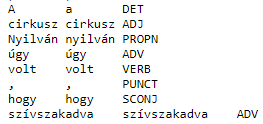 A a DET
cirkusz cirkusz ADJ
Nyilván nyilván PROPN
úgy úgy ADV
volt volt VERB
, , PUNCT
hogy hogy SCONJ
szívszakadva szívszakadva ADV